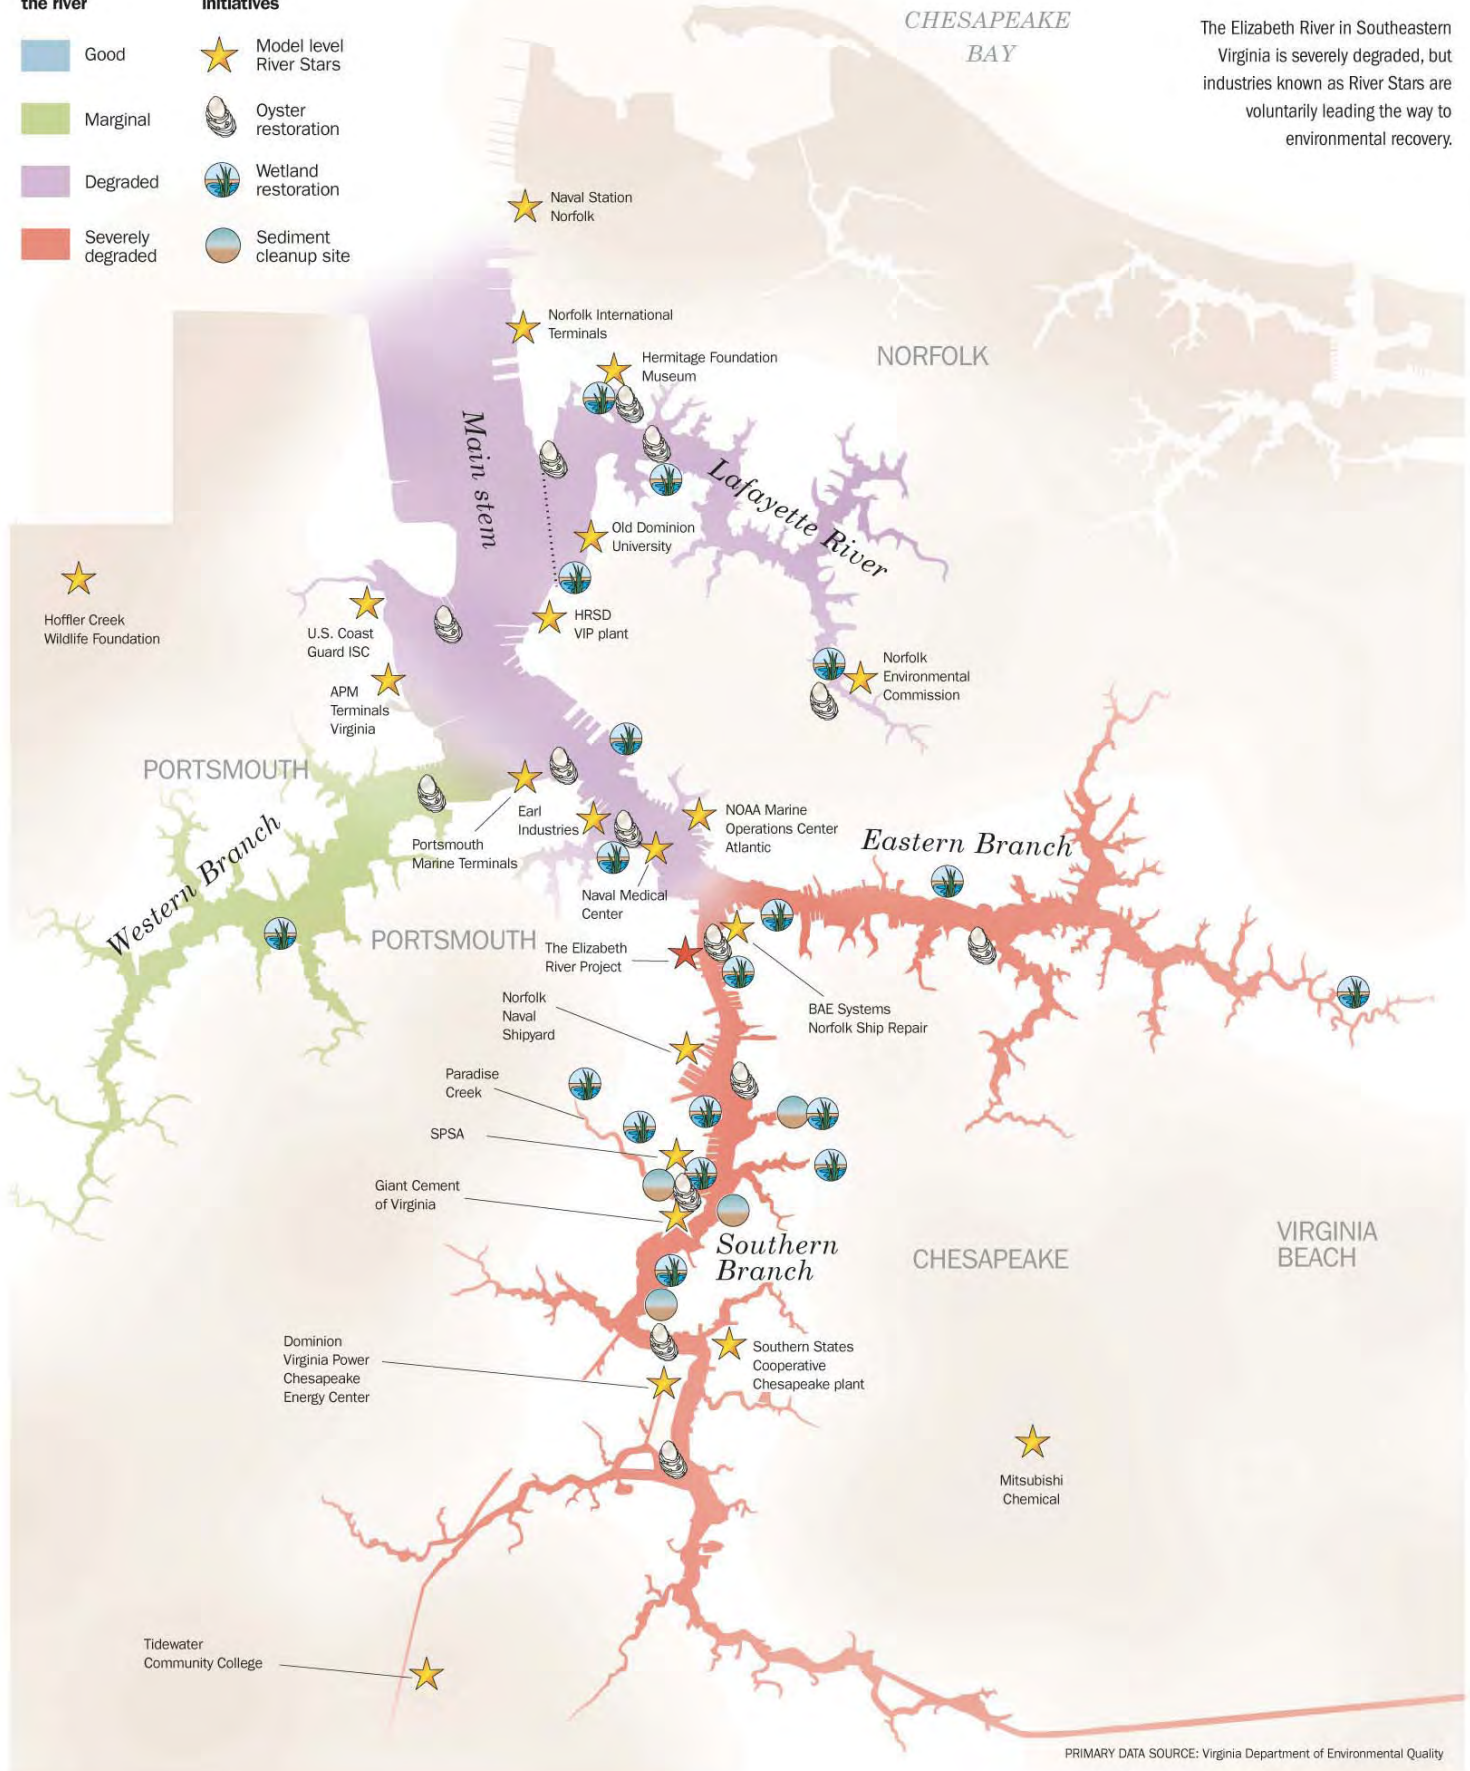 the river
initiatives
Good
Marginal
Degraded
Severely
degraded
Model level
River Stars
Oyster
restoration
Wetland
restoration
Sediment
cleanup site
CHESAPEAKE
BAY
The Elizabeth River in Southeastern
Virginia is severely degraded, but
industries known as River Stars are
voluntarily leading the way to
environmental recovery.
Naval Station
Norfolk
Norfolk International
Terminals
Hermitage Foundation
Museum
NORFOLK
Main stem
Lafayette River
Old Dominion
University
Hoffler Creek
Wildlife Foundation
U.S. Coast
Guard ISC
HRSD
VIP plant
APM
Terminals
Virginia
Norfolk
Environmental
Commission
PORTSMOUTH
Western Branch
Earl
Industries
Portsmouth
Marine Terminals
NOAA Marine
Operations Center
Atlantic
Eastern Branch
Naval Medical
Center
PORTSMOUTH
The Elizabeth
River Project
Norfolk
Naval
Shipyard
BAE Systems
Norfolk Ship Repair
Paradise
Creek
SPSA
Giant Cement
of Virginia
Southern
Branch
CHESAPEAKE
VIRGINIA
BEACH
Dominion
Virginia Power
Chesapeake
Energy Center
Southern States
Cooperative
Chesapeake plant
Mitsubishi
Chemical
Tidewater
Community College
PRIMARY DATA SOURCE: Virginia Department of Environmental Quality